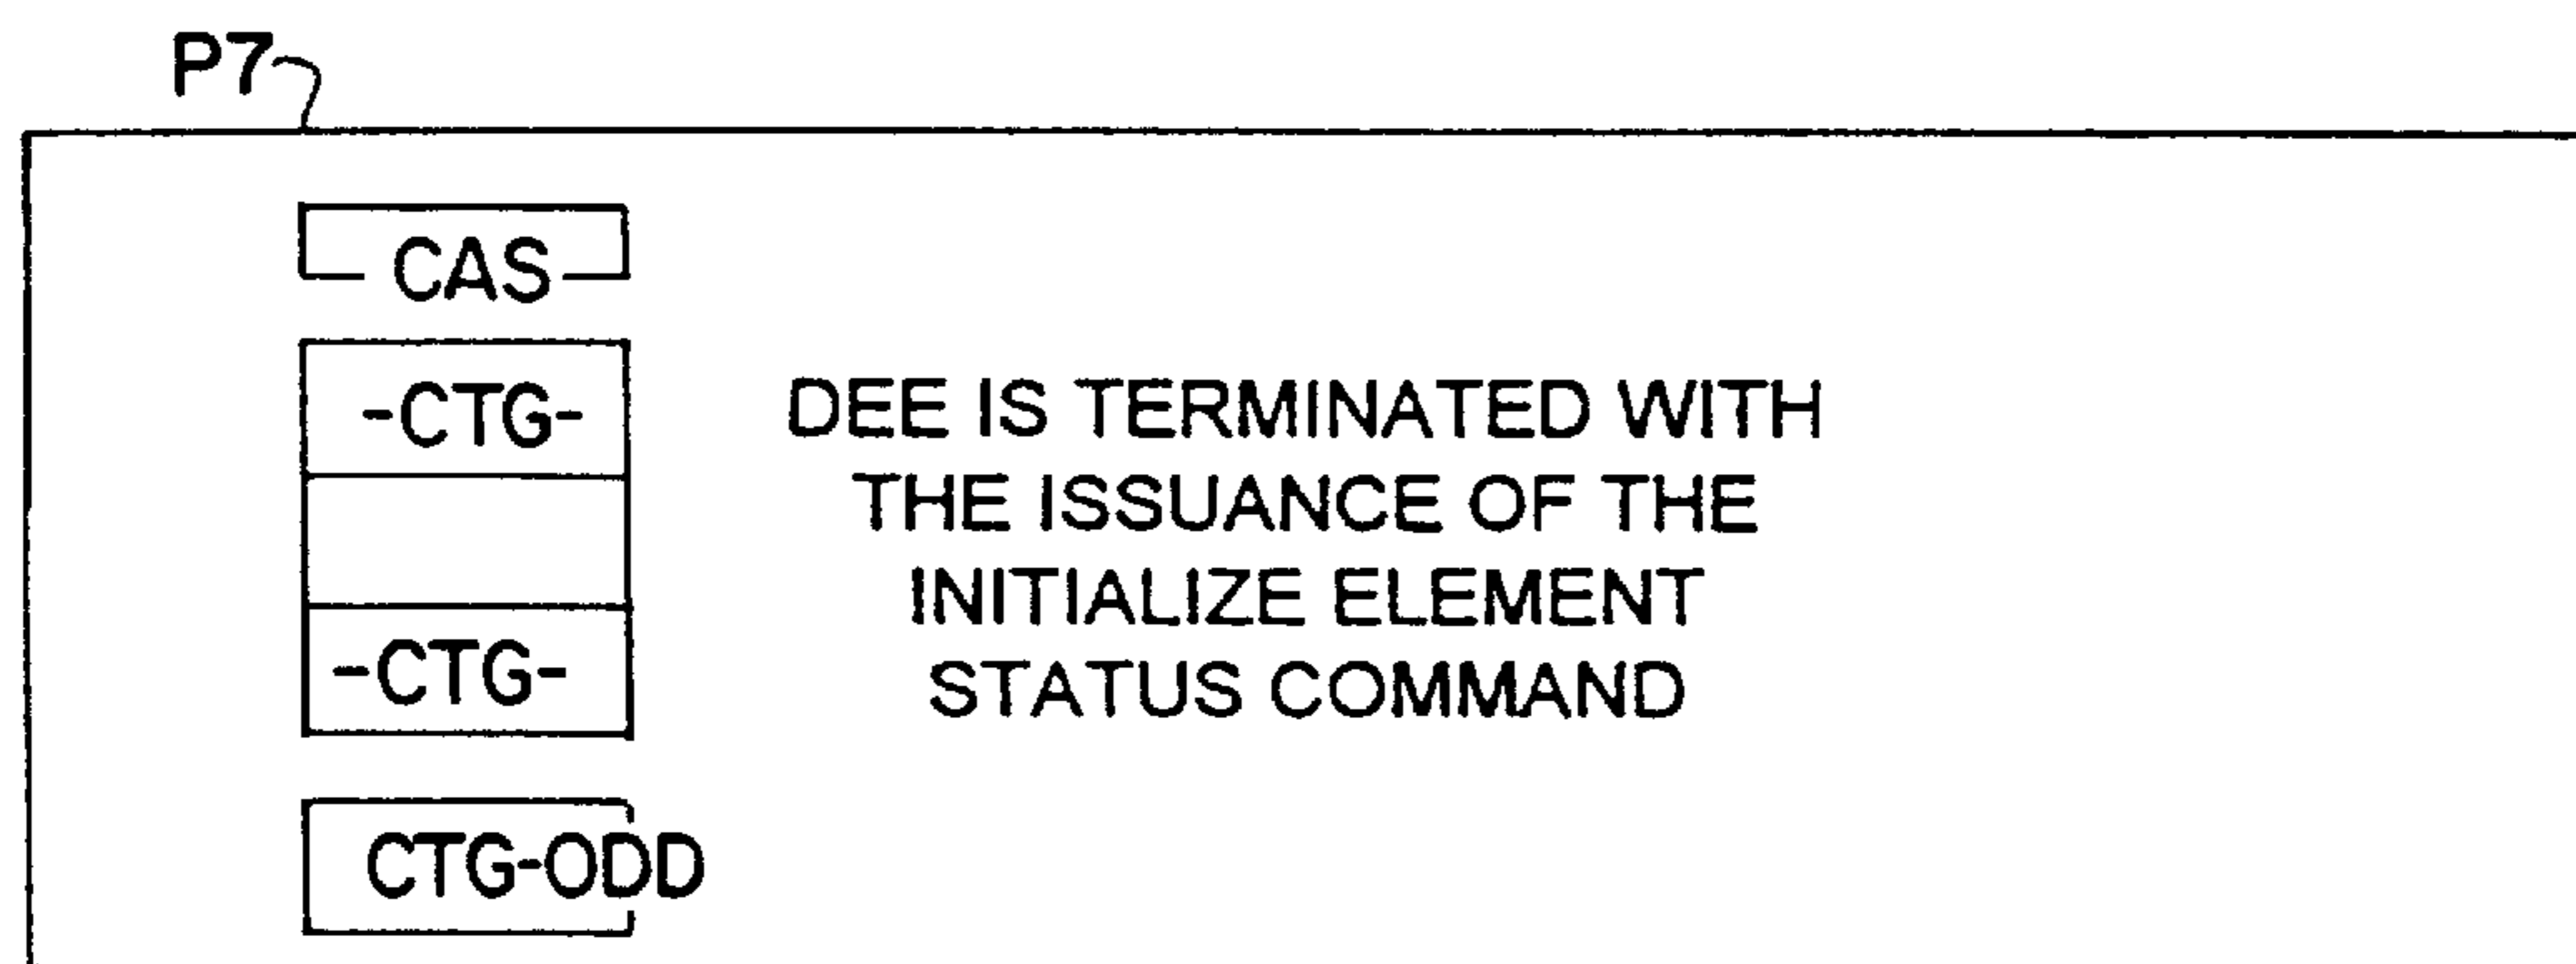 P7
CAS
-CTG-
-CTG-
CTG-ODD
DEE IS TERMINATED WITH
THE ISSUANCE OF THE
INITIALIZE ELEMENT
STATUS COMMAND